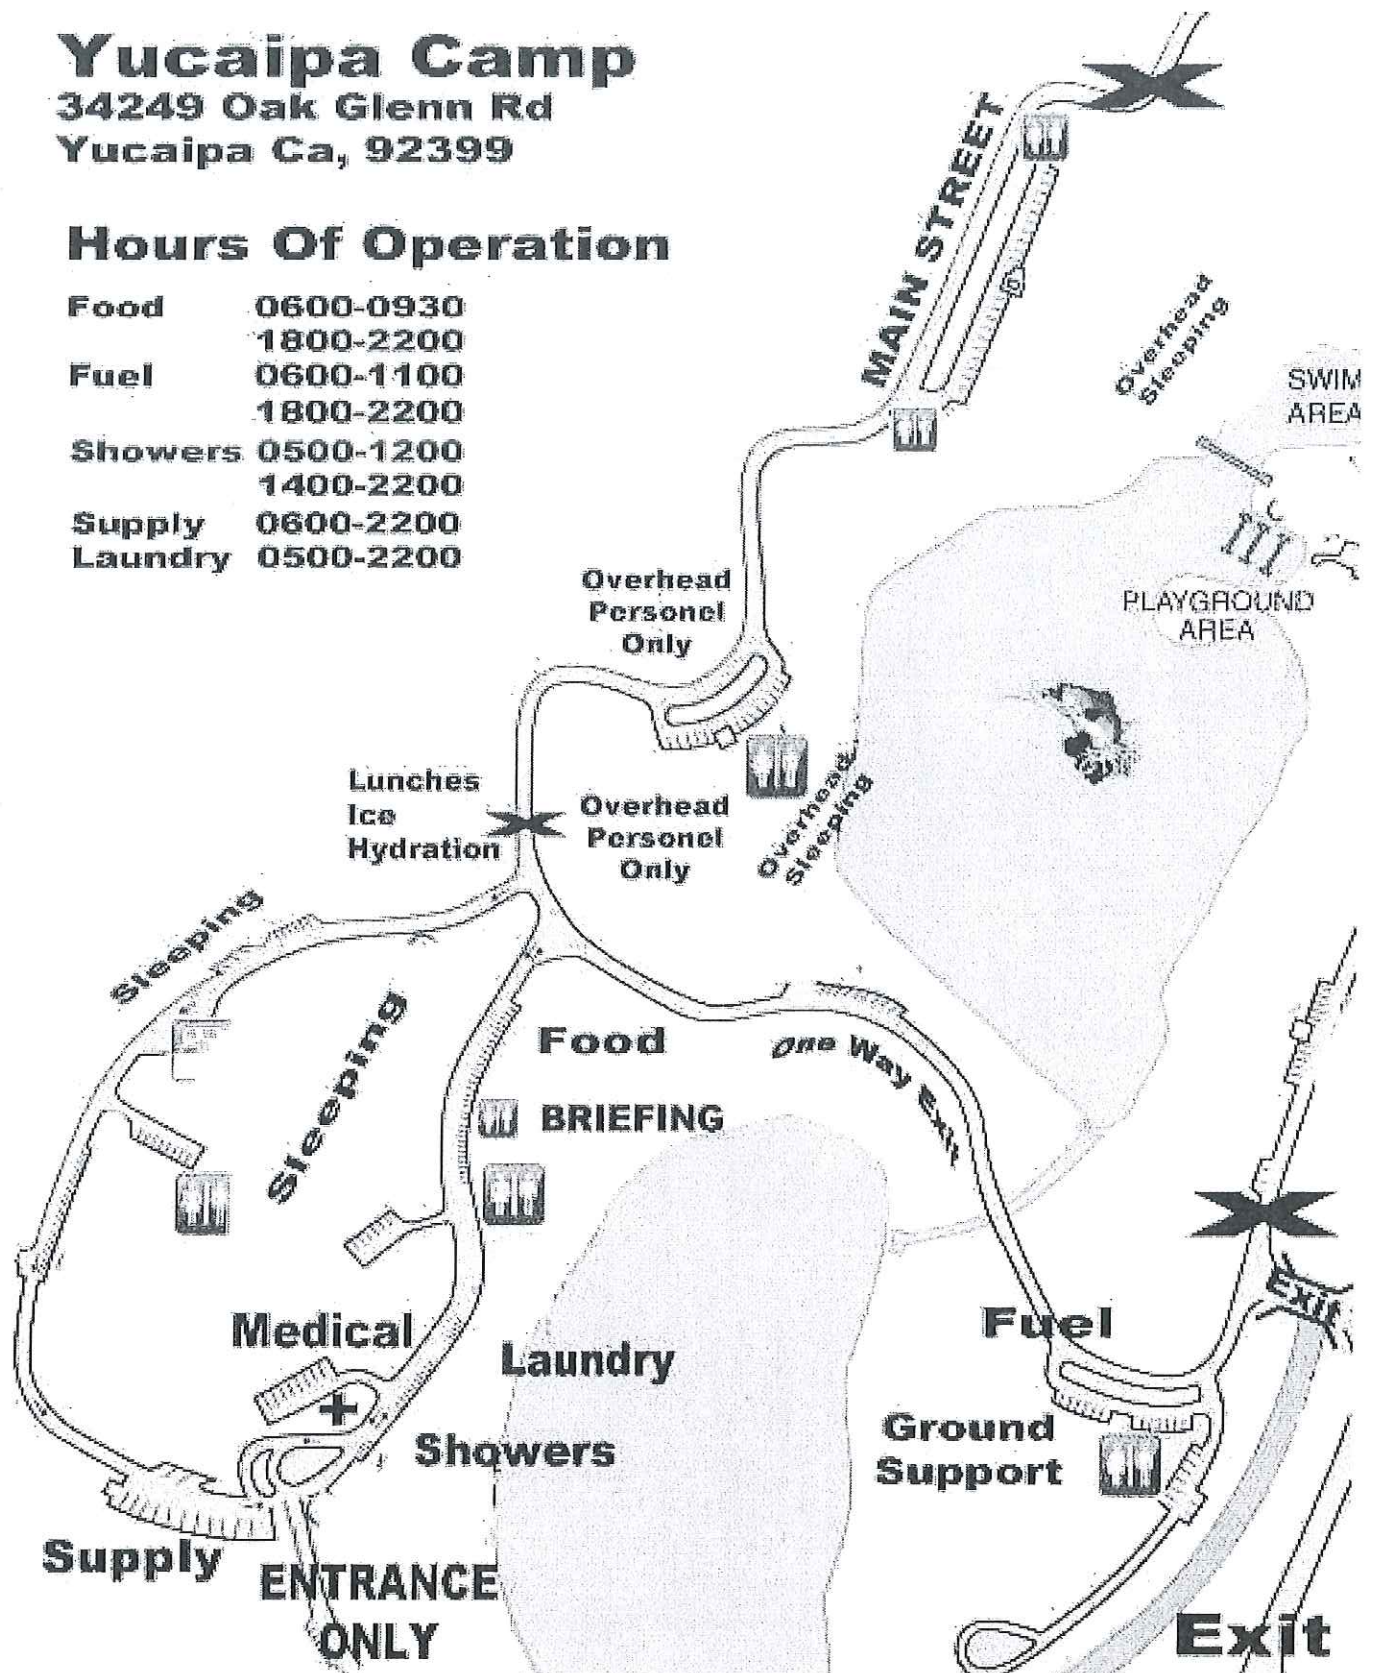 Yucaipa Camp
34249 Oak Glenn Rd
Yucaipa Ca, 92399
Hours Of Operation
Food 0600-0930
1800-2200
Fuel 0600-1100
1800-2200
Showers 0500-1200
1400-2200
Supply 0600-2200
Laundry 0500-2200
MAIN STREET
Overhead
Sleeping
SWIM
AREA
PLAYGROUND
AREA
Overhead
Personel
Only
Lunches
Ice
Hydration
Overhead
Personel
Only
Overhead
Sleeping
Sleeping
Sleeping
Food
One Way Exit
BRIEFING
Medical
Laundry
Fuel
Exit
Showers
Ground
Support
Supply
ENTRANCE
ONLY
Exit